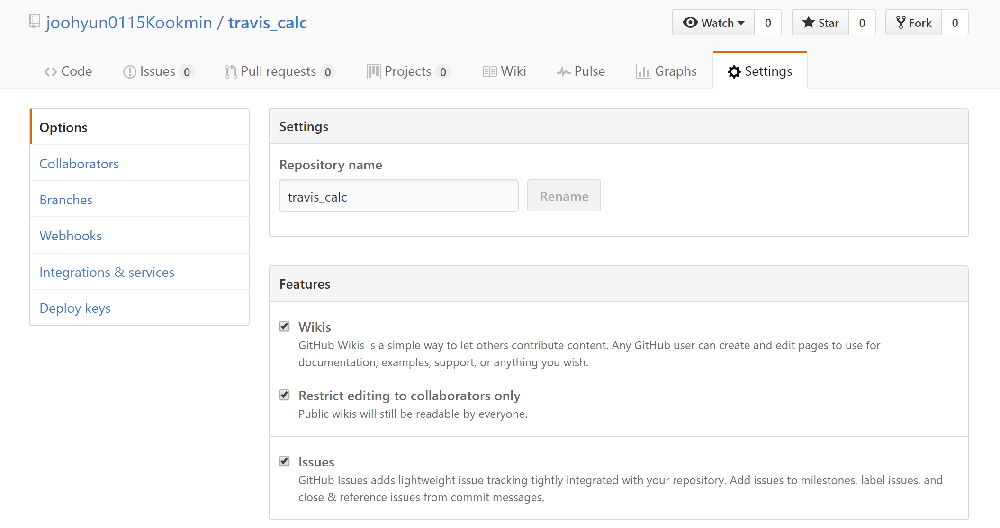 joohyun0115Kookmin / travis_calc
Watch 0 Star 0 Fork 0
Code Issues 0 Pull requests 0 Projects 0 Wiki Pulse Graphs Settings
Options
Collaborators
Branches
Webhooks
Integrations & services
Deploy keys
Settings
Repository name
travis_calc Rename
Features
Wikis
GitHub Wikis is a simple way to let others contribute content. Any GitHub user can create and edit pages to use for
documentation, examples, support, or anything you wish.
Restrict editing to collaborators only
Public wikis will still be readable by everyone.
Issues
GitHub Issues adds lightweight issue tracking tightly integrated with your repository. Add issues to milestones, label issues, and
close & reference issues from commit messages.